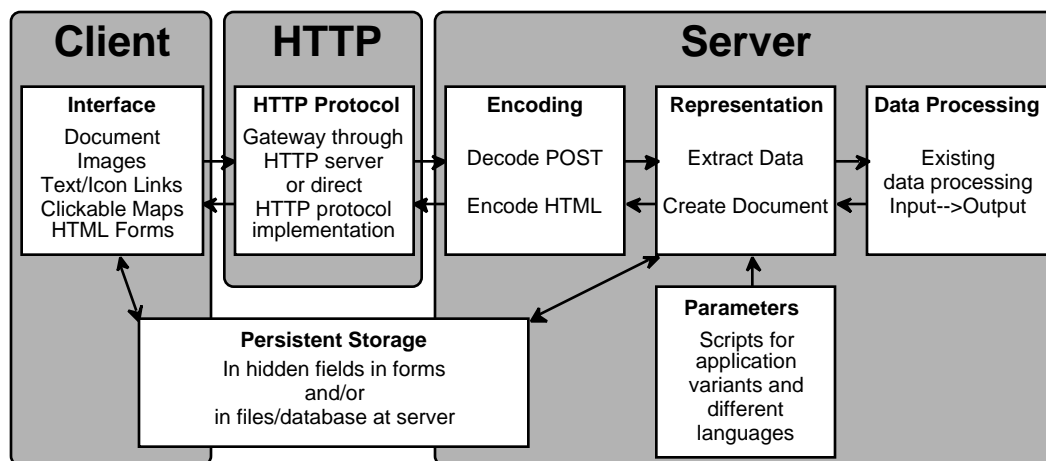 Client
HTTP
Server
Interface
Document
Images
Text/Icon Links
Clickable Maps
HTML Forms
HTTP Protocol
Gateway through
HTTP server
or direct
HTTP protocol
implementation
Encoding
Decode POST
Encode HTML
Representation
Extract Data
Create Document
Data Processing
Existing
data processing
Input-->Output
Persistent Storage
In hidden fields in forms
and/or
in files/database at server
Parameters
Scripts for
application
variants and
different
languages